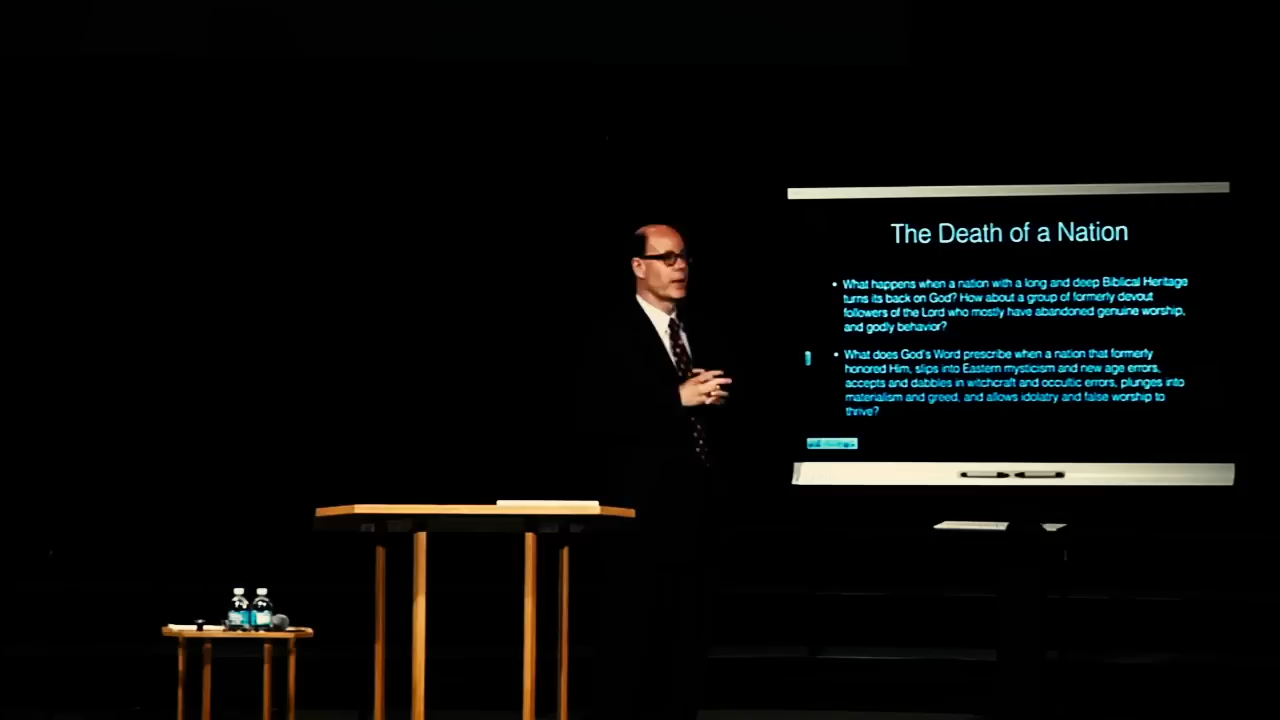 The Death of a Nation
• What happens when a nation with a long and deep Biblical Heritage
turns its back on God? How about a group of formerly devout
followers of the Lord who mostly have abandoned genuine worship,
and godly behavior?
• What does God's Word prescribe when a nation that formerly
honored Him, slips into Eastern mysticism and new age errors,
accepts and dabbles in witchcraft and occultic errors, plunges into
materialism and greed, and allows idolatry and false worship to
thrive?